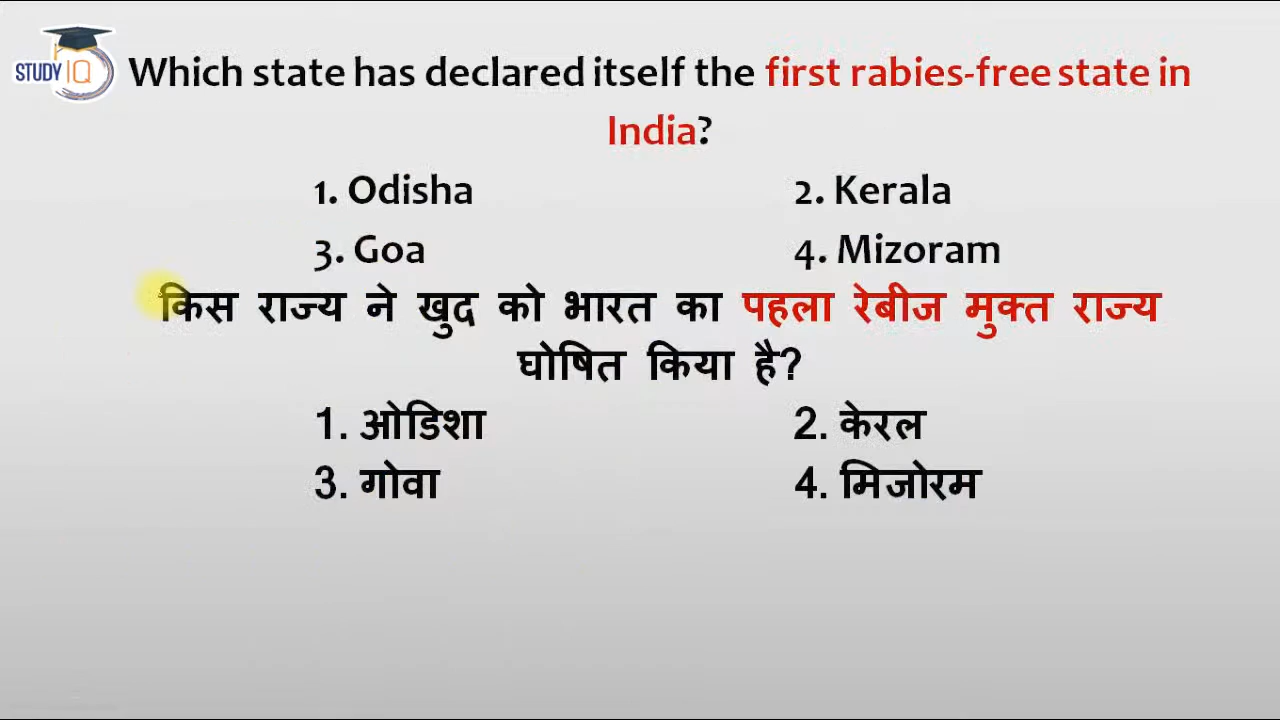 STUDY IQ
Which state has declared itself the first rabies-free state in
India?
1. Odisha 2. Kerala
3. Goa 4. Mizoram
किस राज्य ने खुद को भारत का पहला रेबीज मुक्त राज्य
घोषित किया है?
1. ओडिशा 2. केरल
3. गोवा 4. मिजोरम